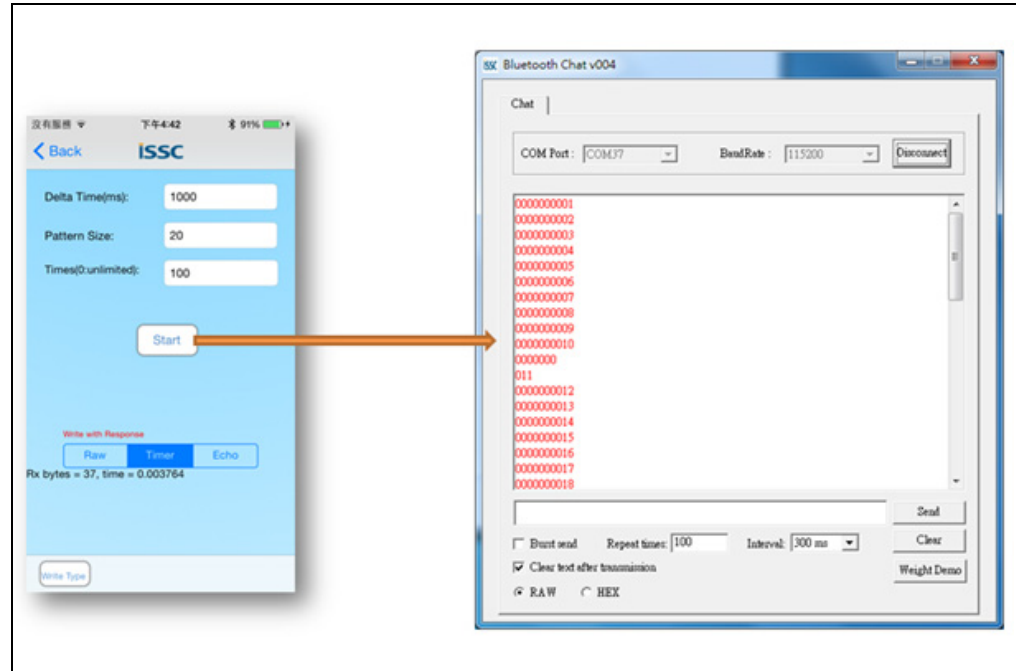 沒有服務 下午4:42 91%
Back ISSC
Delta Time(ms): 1000
Pattern Size: 20
Times(0:unlimited): 100
Start
Write with Response
Raw Timer Echo
Rx bytes = 37, time = 0.003764
Write Type
ISSC Bluetooth Chat v004
Chat
COM Port : COM37 BaudRate : 115200 Disconnect
0000000001
0000000002
0000000003
0000000004
0000000005
0000000006
0000000007
0000000008
0000000009
0000000010
0000000
011
0000000012
0000000013
0000000014
0000000015
0000000016
0000000017
0000000018
Send
Burst send Repeat times: 100 Interval: 300 ms Clear
Clear text after transmission Weight Demo
RAW HEX